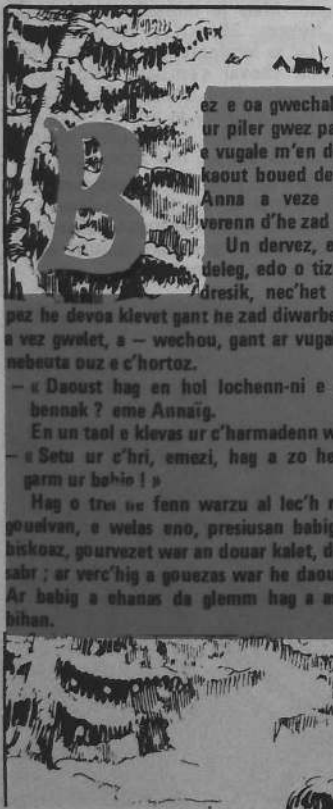 B
ez e oa gwechal
ur piler gwez pa
e vugale m'en d
kaout boued de
Anna a veze
verenn d'he zad
Un dervez, e
deleg, edo o tiz
dresik, nec'het
pez he devoa klevet gant he zad diwarbe
a vez gwelet, a — wechou, gant ar vuga
nebeuta ouz e c'hortoz.
— « Daoust hag en hol lochenn-ni e
bennak ? eme Annaïg.
En un taol e klevas ur c'harmadenn w
— « Setu ur c'hri, emezi, hag a zo he
garm ur babig ! »
Hag o trei he fenn warzu al lec'h
gouelvan, e welas eno, presiusan babig
biskoaz, gourvezet war an douar kalet, d
sabr ; ar verc'hig a gouezas war he daou
Ar babig a ehanas da glemm hag a a
bihan.